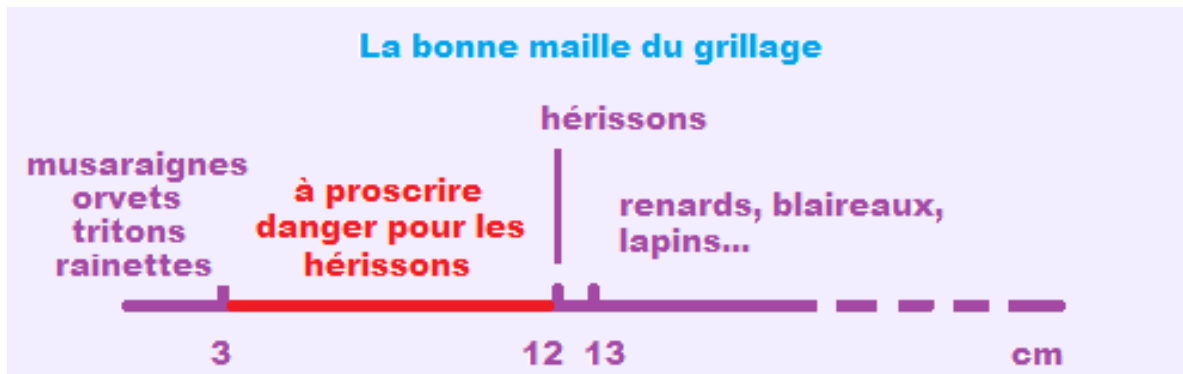 La bonne maille du grillage
hérissons
musaraignes
orvets
tritons
rainettes
à proscrire
danger pour les
hérissons
renards, blaireaux,
lapins...
3
12
13
cm